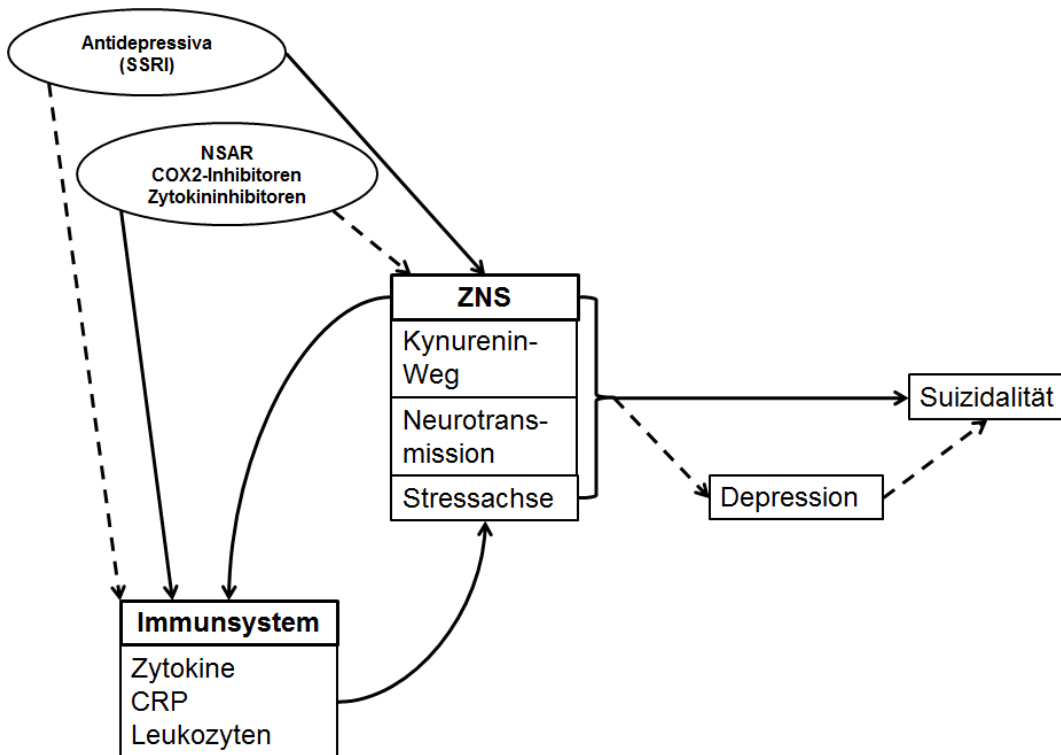 Antidepressiva
(SSRI)
NSAR
COX2-Inhibitoren
Zytokininhibitoren
ZNS
Kynurenin-
Weg
Neurotrans-
mission
Stressachse
Suizidalität
Depression
Immunsystem
Zytokine
CRP
Leukozyten